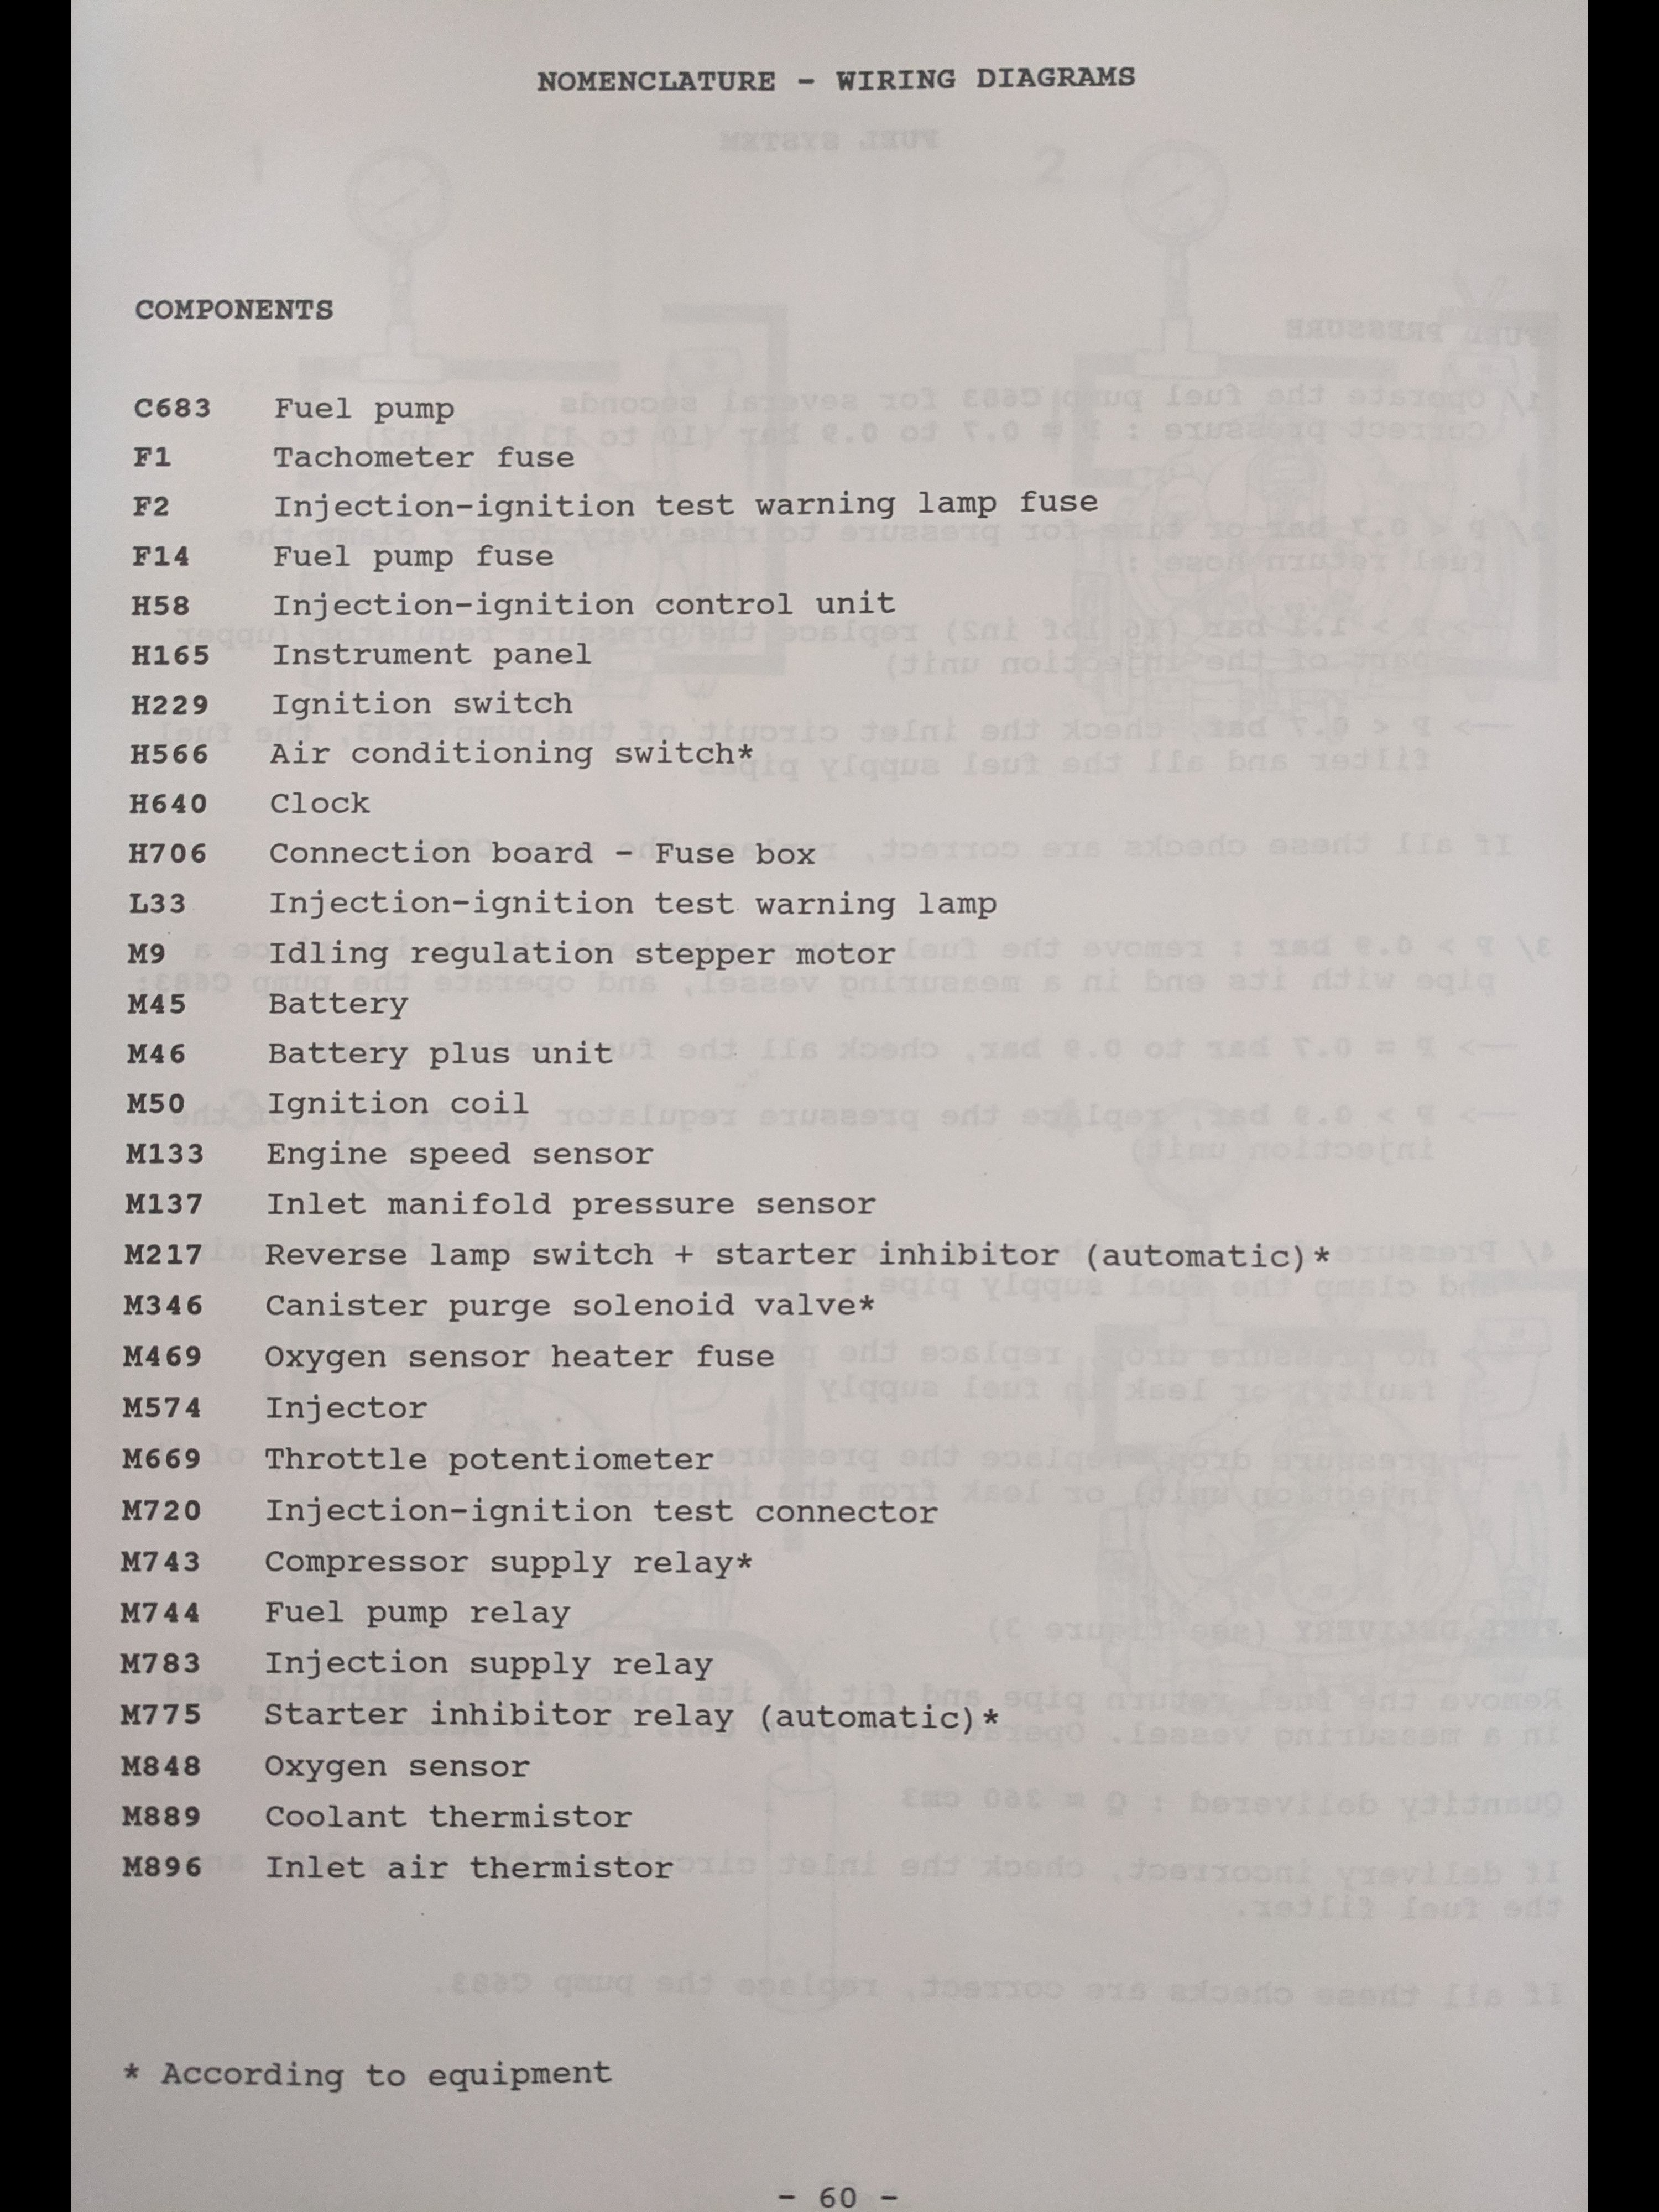 NOMENCLATURE - WIRING DIAGRAMS
COMPONENTS
C683 Fuel pump
F1 Tachometer fuse
F2 Injection-ignition test warning lamp fuse
F14 Fuel pump fuse
H58 Injection-ignition control unit
H165 Instrument panel
H229 Ignition switch
H566 Air conditioning switch*
H640 Clock
H706 Connection board - Fuse box
L33 Injection-ignition test warning lamp
M9 Idling regulation stepper motor
M45 Battery
M46 Battery plus unit
M50 Ignition coil
M133 Engine speed sensor
M137 Inlet manifold pressure sensor
M217 Reverse lamp switch + starter inhibitor (automatic)*
M346 Canister purge solenoid valve*
M469 Oxygen sensor heater fuse
M574 Injector
M669 Throttle potentiometer
M720 Injection-ignition test connector
M743 Compressor supply relay*
M744 Fuel pump relay
M783 Injection supply relay
M775 Starter inhibitor relay (automatic)*
M848 Oxygen sensor
M889 Coolant thermistor
M896 Inlet air thermistor
* According to equipment
- 60 -